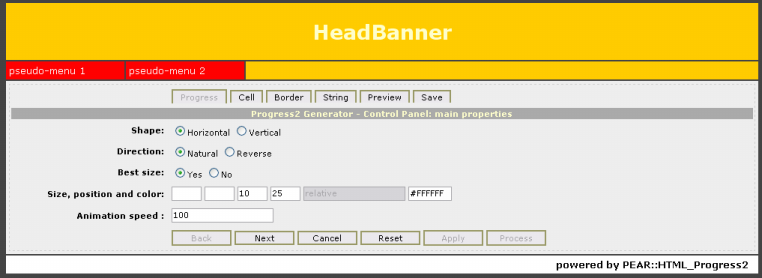 HeadBanner
pseudo-menu 1 pseudo-menu 2
Progress Cell Border String Preview Save
Progress2 Generator - Control Panel: main properties
Shape: Horizontal Vertical
Direction: Natural Reverse
Best size: Yes No
Size, position and color: 10 25 relative #FFFFFF
Animation speed : 100
Back Next Cancel Reset Apply Process
powered by PEAR::HTML_Progress2